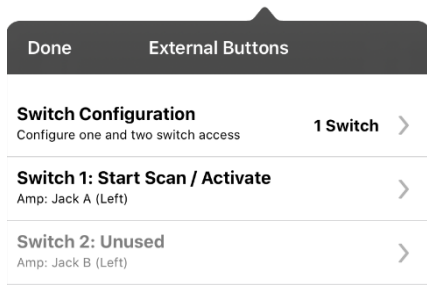 Done External Buttons
Switch Configuration
Configure one and two switch access
1 Switch
Switch 1: Start Scan / Activate
Amp: Jack A (Left)
Switch 2: Unused
Amp: Jack B (Left)